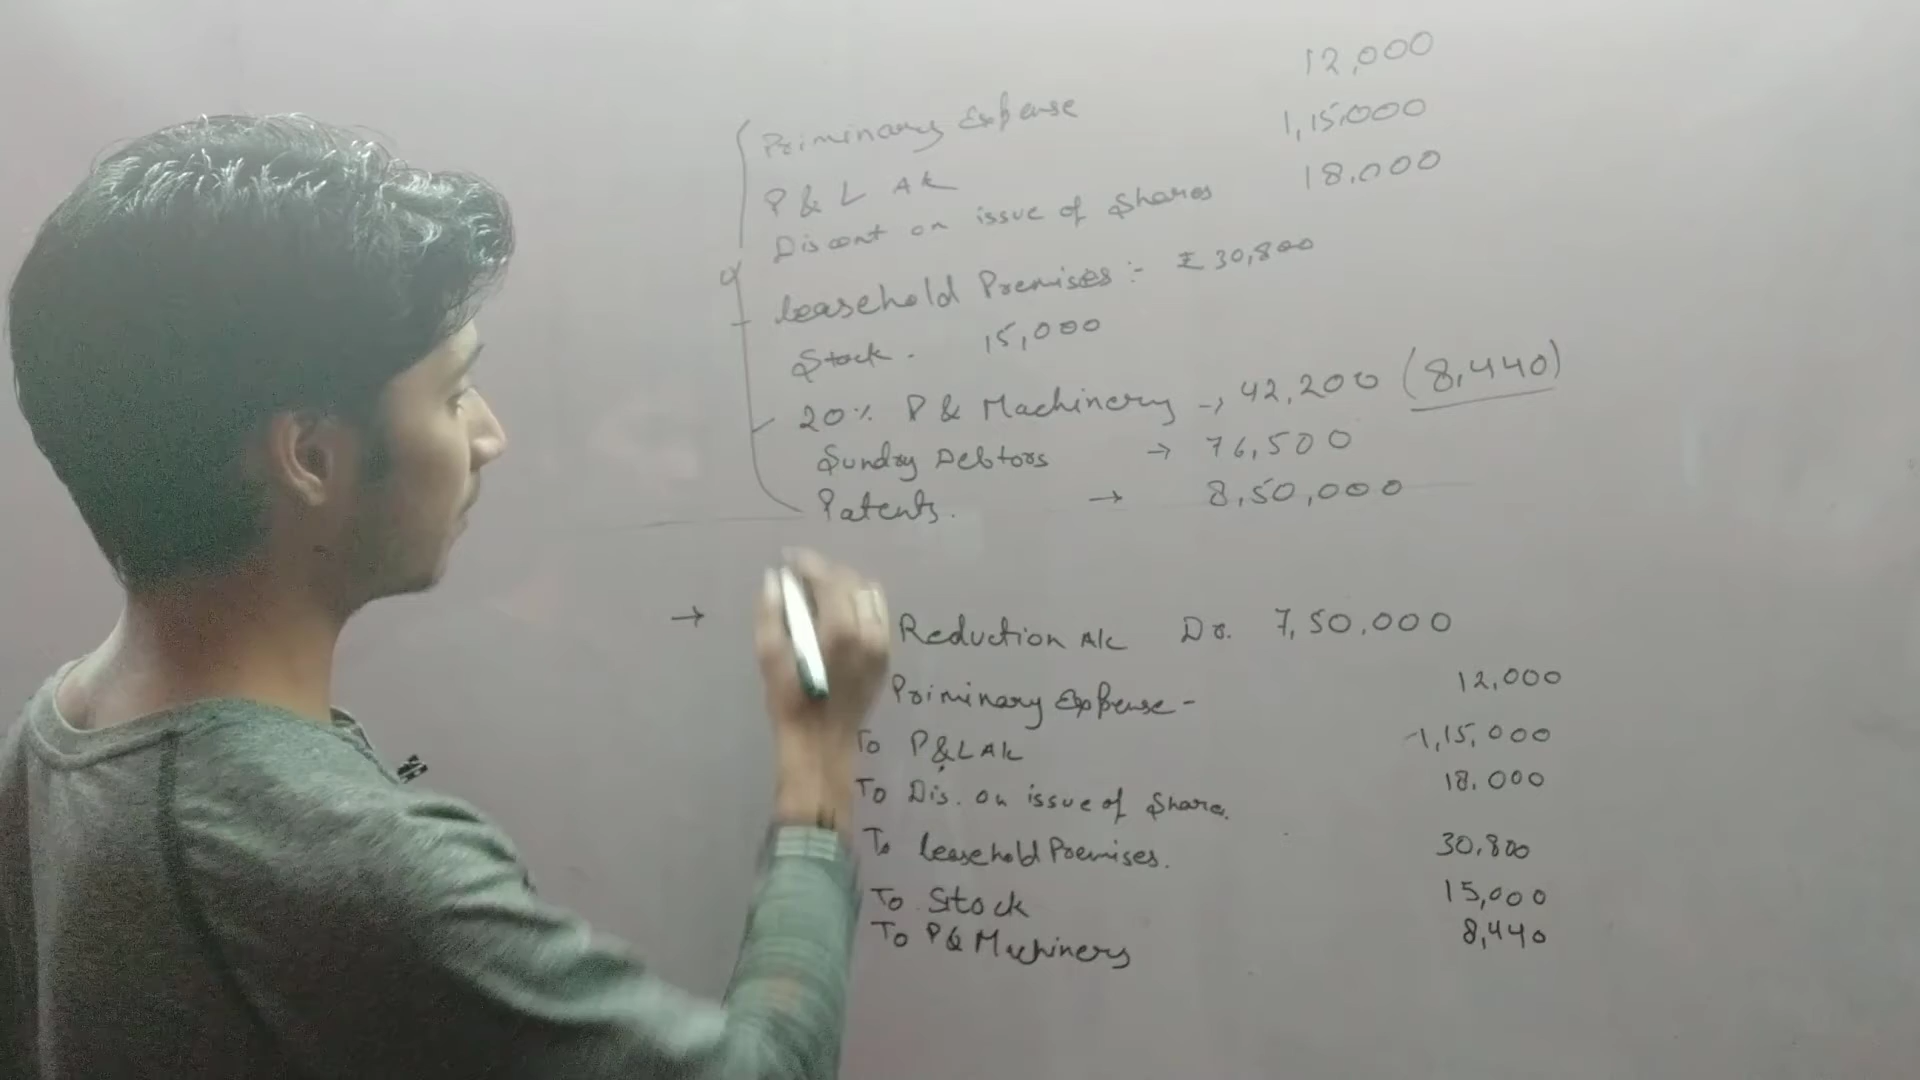 12,000
Priminary Expense 1,15,000
P & L A/c 18,000
Discont on issue of Shares
leasehold Premises :- ₹ 30,800
Stock . 15,000
20% P & Machinery → 42,200 (8,440)
Sundry Debtors → 76,500
Patents. → 8,50,000
→ Reduction A/c Dr. 7,50,000
Priminary Expense - 12,000
To P&L A/c 1,15,000
To Dis. on issue of Share. 18,000
To leasehold Premises. 30,800
To Stock 15,000
To P& Machinery 8,440